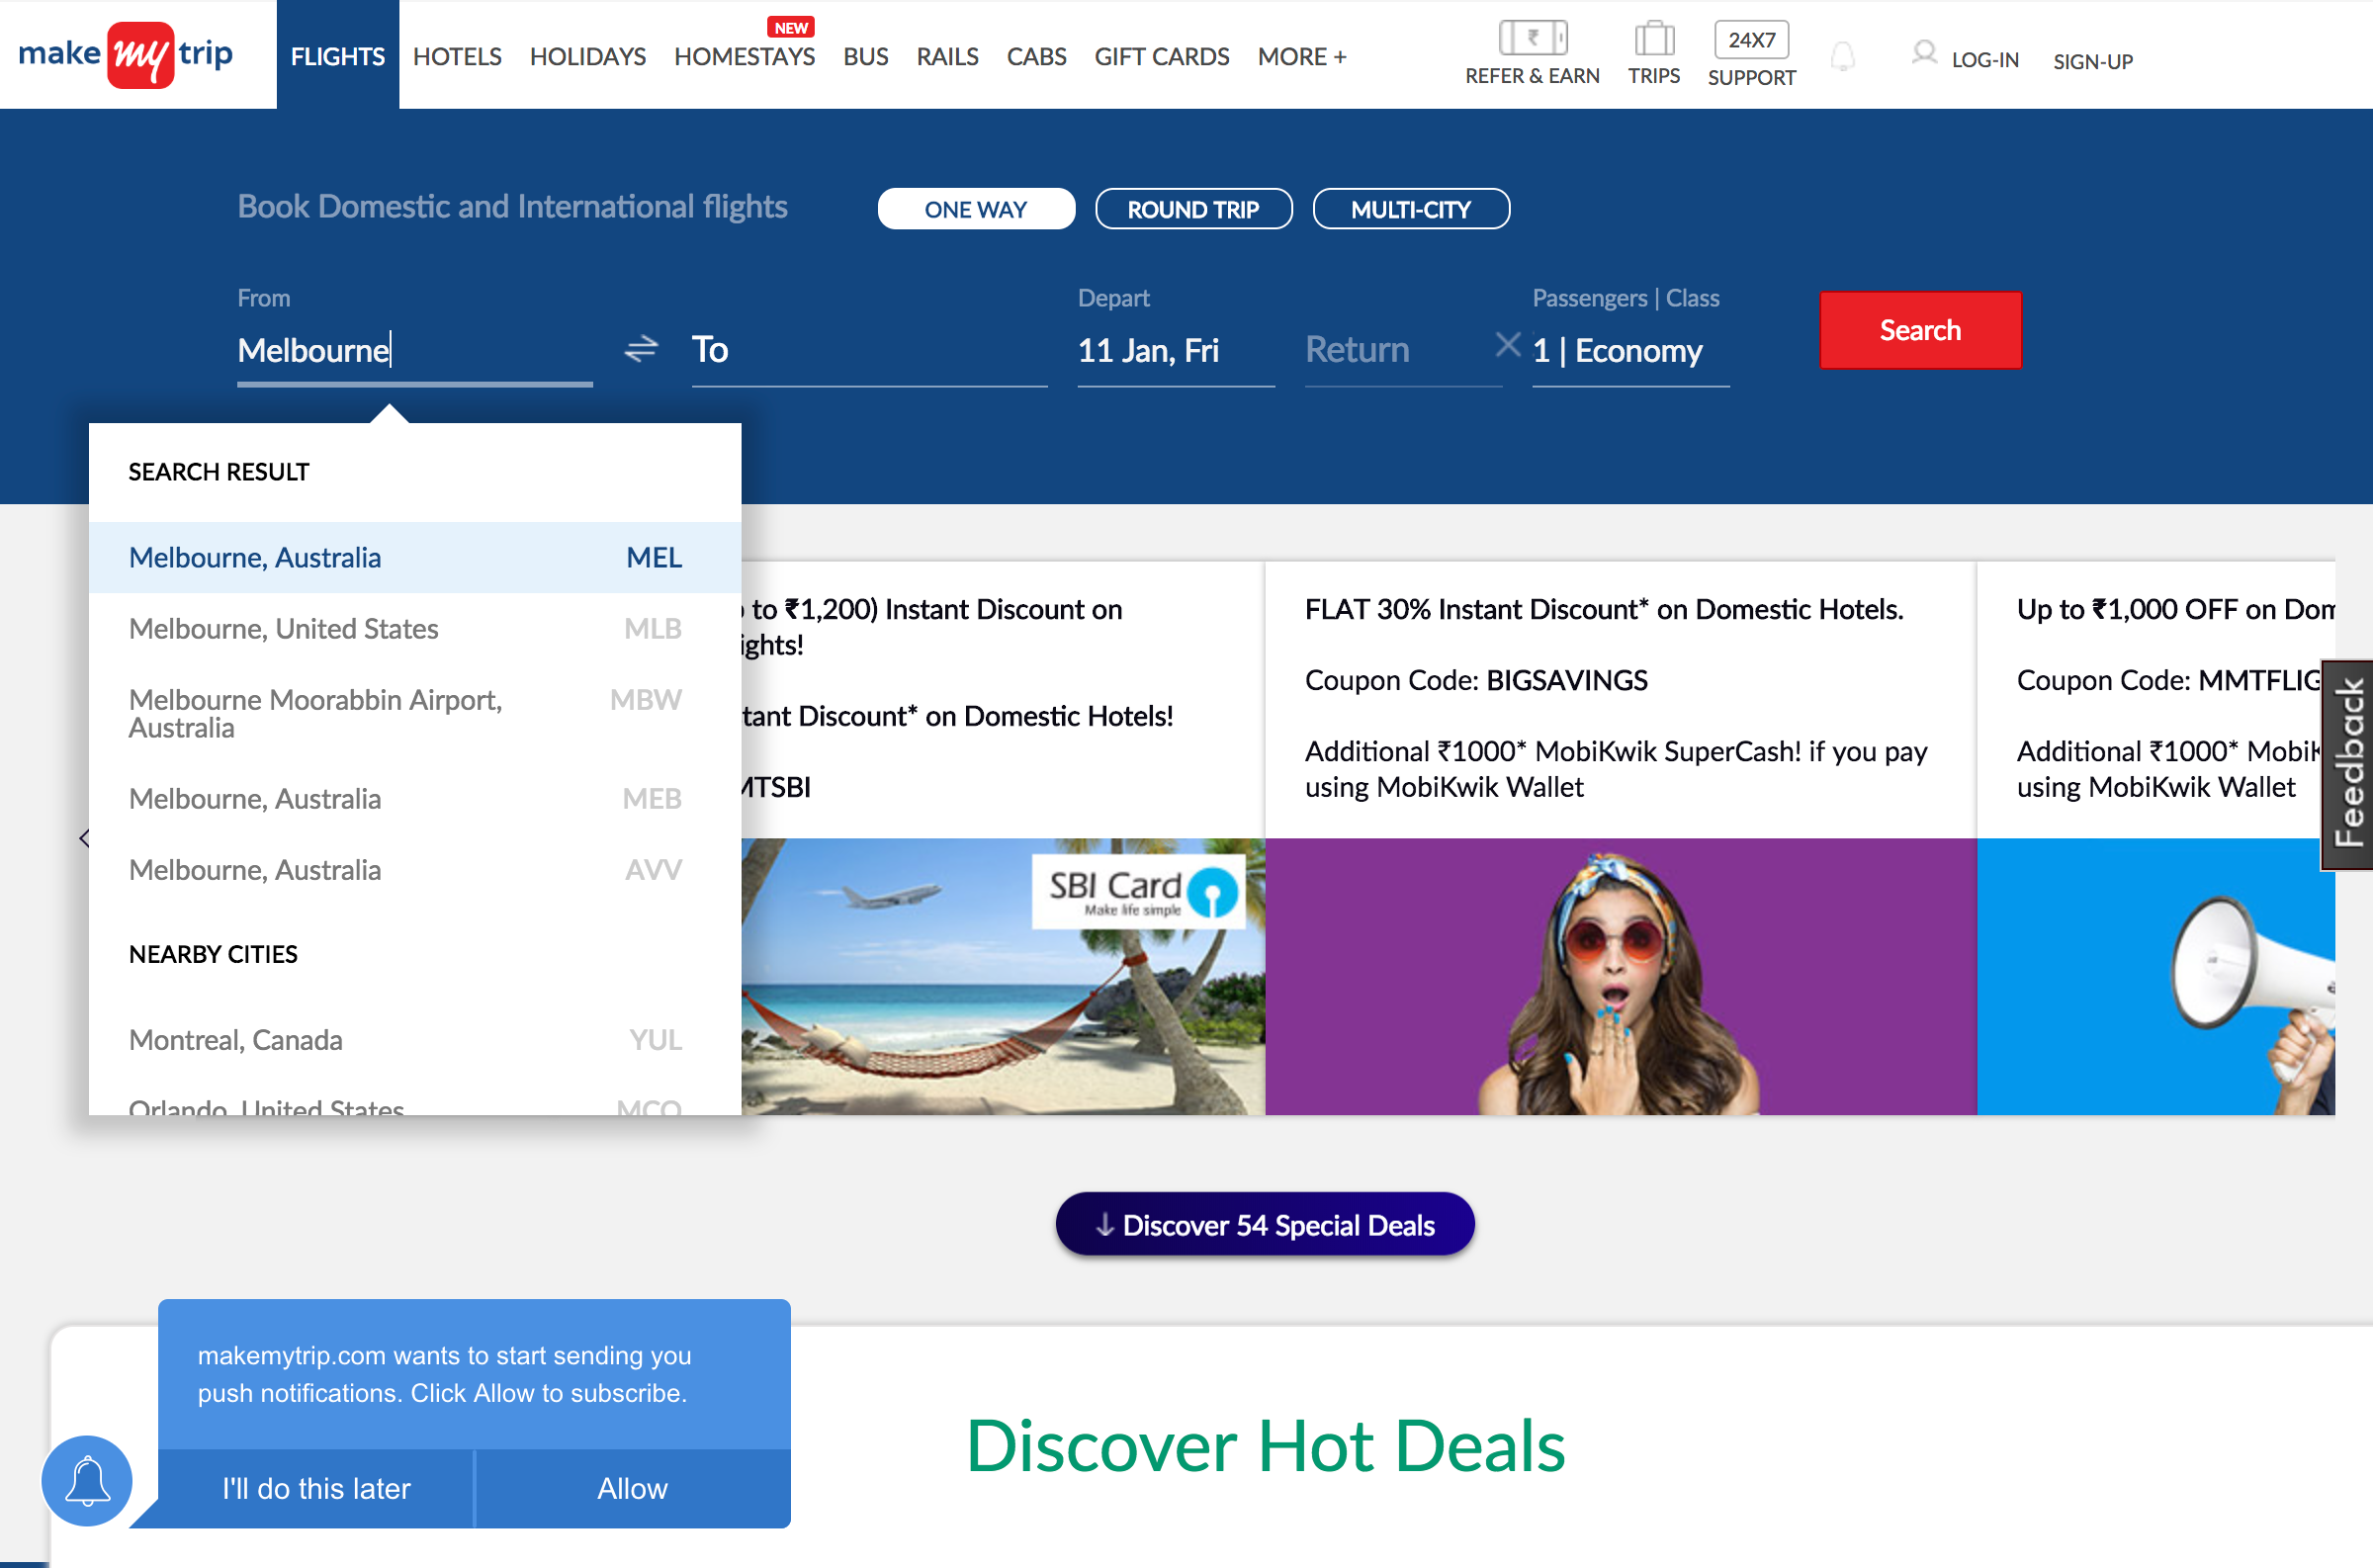 make my trip
FLIGHTS HOTELS HOLIDAYS HOMESTAYS NEW BUS RAILS CABS GIFT CARDS MORE +
REFER & EARN TRIPS 24X7 SUPPORT LOG-IN SIGN-UP
Book Domestic and International flights
ONE WAY ROUND TRIP MULTI-CITY
From Depart Passengers | Class
Melbourne To 11 Jan, Fri Return 1 | Economy Search
SEARCH RESULT
Melbourne, Australia MEL
Melbourne, United States MLB
Melbourne Moorabbin Airport, MBW
Australia
Melbourne, Australia MEB
Melbourne, Australia AVV
NEARBY CITIES
Montreal, Canada YUL
Orlando, United States MCO
to ₹1,200) Instant Discount on
ights!
tant Discount* on Domestic Hotels!
MTSBI
SBI Card
Make life simple
FLAT 30% Instant Discount* on Domestic Hotels.
Coupon Code: BIGSAVINGS
Additional ₹1000* MobiKwik SuperCash! if you pay
using MobiKwik Wallet
Up to ₹1,000 OFF on Dom
Coupon Code: MMTFLIG
Additional ₹1000* MobiK
using MobiKwik Wallet
Feedback
Discover 54 Special Deals
makemytrip.com wants to start sending you
push notifications. Click Allow to subscribe.
I'll do this later Allow
Discover Hot Deals